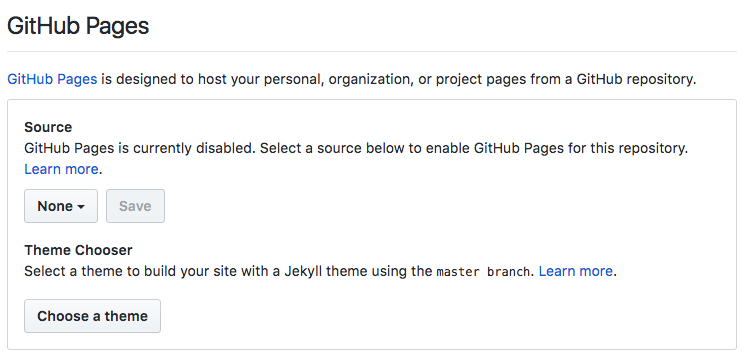 GitHub Pages
GitHub Pages is designed to host your personal, organization, or project pages from a GitHub repository.
Source
GitHub Pages is currently disabled. Select a source below to enable GitHub Pages for this repository.
Learn more.
None Save
Theme Chooser
Select a theme to build your site with a Jekyll theme using the master branch. Learn more.
Choose a theme